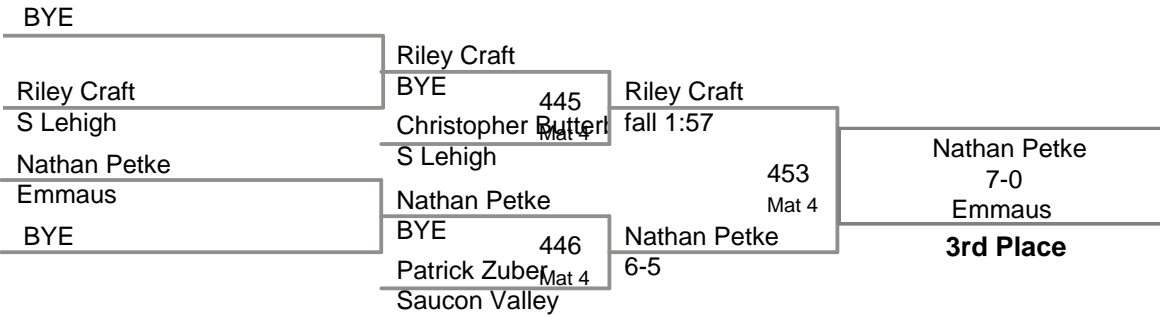 BYE
Riley Craft
S Lehigh
Nathan Petke
Emmaus
BYE
Riley Craft
BYE
445
Mat 4
Christopher
S Lehigh
Nathan Petke
BYE
446
Mat 4
Patrick Zuber
Saucon Valley
Riley Craft
fall 1:57
453
Mat 4
Nathan Petke
6-5
Nathan Petke
7-0
Emmaus
3rd Place